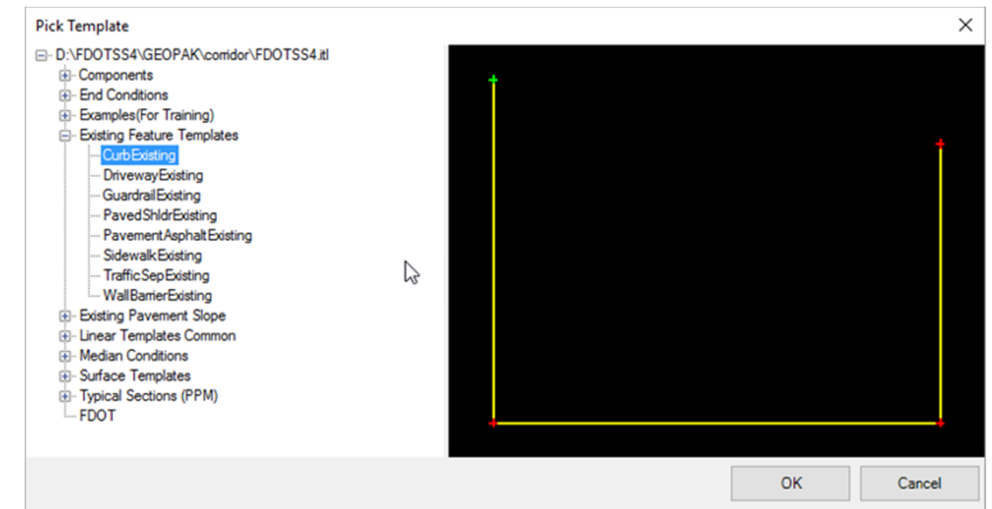 Pick Template
D:\FDOTSS4\GEOPAK\corridor\FDOTSS4.itl
Components
End Conditions
Examples(For Training)
Existing Feature Templates
CurbExisting
DrivewayExisting
GuardrailExisting
PavedShldrExisting
PavementAsphaltExisting
SidewalkExisting
TrafficSepExisting
WallBarrierExisting
Existing Pavement Slope
Linear Templates Common
Median Conditions
Surface Templates
Typical Sections (PPM)
FDOT
OK Cancel